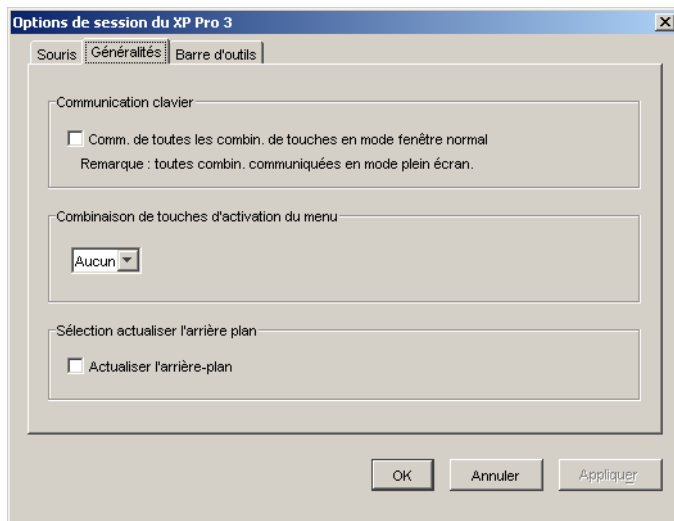 Options de session du XP Pro 3
Souris Généralités Barre d'outils
Communication clavier
Comm. de toutes les combin. de touches en mode fenêtre normal
Remarque : toutes combin. communiquées en mode plein écran.
Combinaison de touches d'activation du menu
Aucun
Sélection actualiser l'arrière plan
Actualiser l'arrière-plan
OK Annuler Appliquer